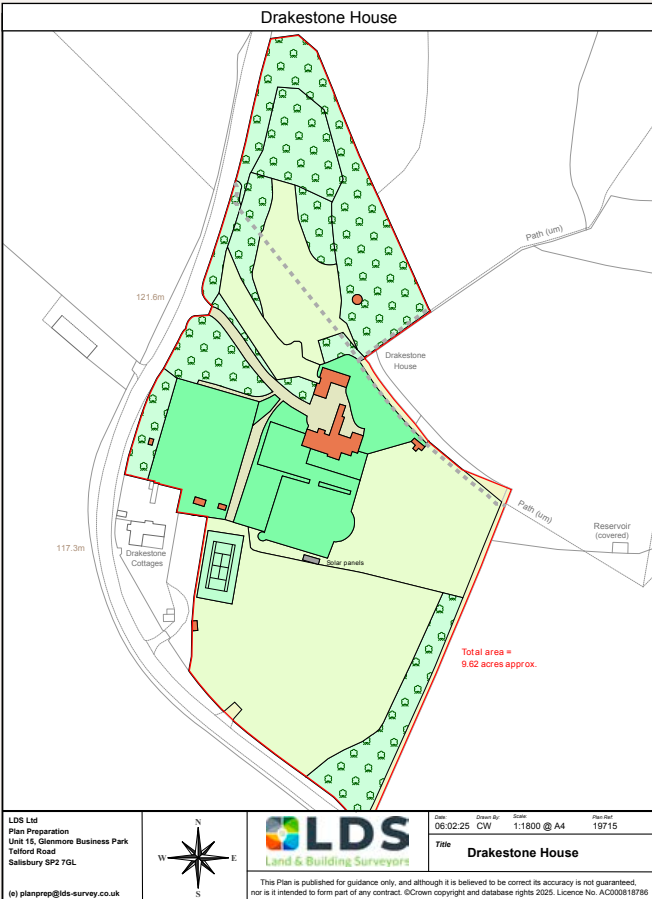 Drakestone House
Path (um)
121.6m
Drakestone
House
Path (um)
Reservoir
(covered)
117.3m
Drakestone
Cottages
Solar panels
Total area =
9.62 acres approx.
LDS Ltd
Plan Preparation
Unit 15, Glenmore Business Park
Telford Road
Salisbury SP2 7GL
(e) planprep@lds-survey.co.uk
N
W
E
S
LDS
Land & Building Surveyors
Date: Drawn By: Scale: Plan Ref:
06:02:25 CW 1:1800 @ A4 19715
Title
Drakestone House
This Plan is published for guidance only, and although it is believed to be correct its accuracy is not guaranteed,
nor is it intended to form part of any contract. ©Crown copyright and database rights 2025. Licence No. AC000818786